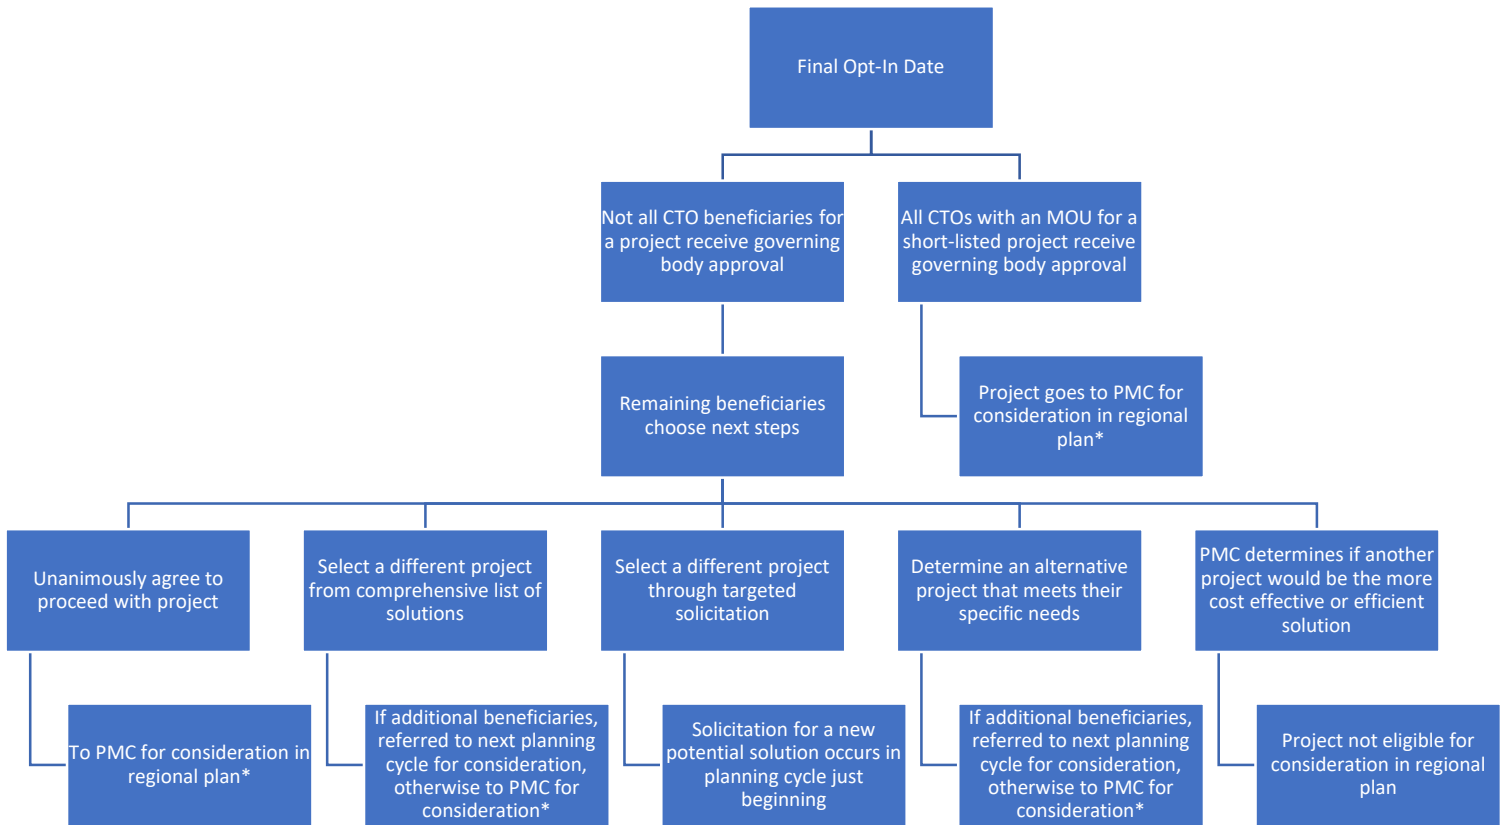 Final Opt-In Date
Not all CTO beneficiaries for
a project receive governing
body approval
All CTOs with an MOU for a
short-listed project receive
governing body approval
Remaining beneficiaries
choose next steps
Project goes to PMC for
consideration in regional
plan*
Unanimously agree to
proceed with project
Select a different project
from comprehensive list of
solutions
Select a different project
through targeted
solicitation
Determine an alternative
project that meets their
specific needs
PMC determines if another
project would be the more
cost effective or efficient
solution
To PMC for consideration in
regional plan*
If additional beneficiaries,
referred to next planning
cycle for consideration,
otherwise to PMC for
consideration*
Solicitation for a new
potential solution occurs in
planning cycle just
beginning
If additional beneficiaries,
referred to next planning
cycle for consideration,
otherwise to PMC for
consideration*
Project not eligible for
consideration in regional
plan